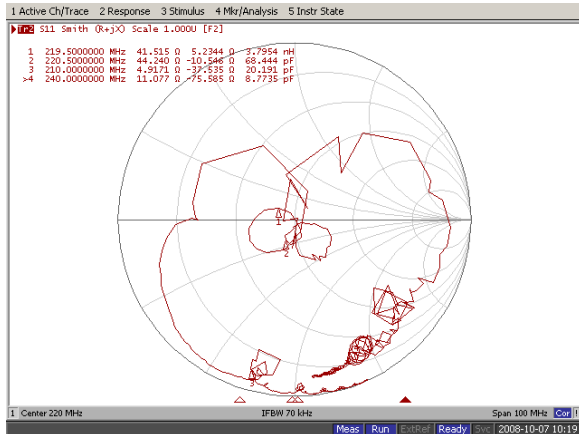 1 Active Ch/Trace 2 Response 3 Stimulus 4 Mkr/Analysis 5 Instr State
Tr2 S11 Smith (R+jX) Scale 1.000U [F2]
1 219.5000000 MHz 41.515 Ω 5.2344 Ω 3.7954 nH
2 220.5000000 MHz 44.240 Ω -10.546 Ω 68.444 pF
3 210.0000000 MHz 4.9171 Ω -37.535 Ω 20.191 pF
>4 240.0000000 MHz 11.077 Ω -75.585 Ω 8.7735 pF
1
2
3
1 Center 220 MHz IFBW 70 kHz Span 100 MHz Cor !
Meas Run ExtRef Ready Svc 2008-10-07 10:19